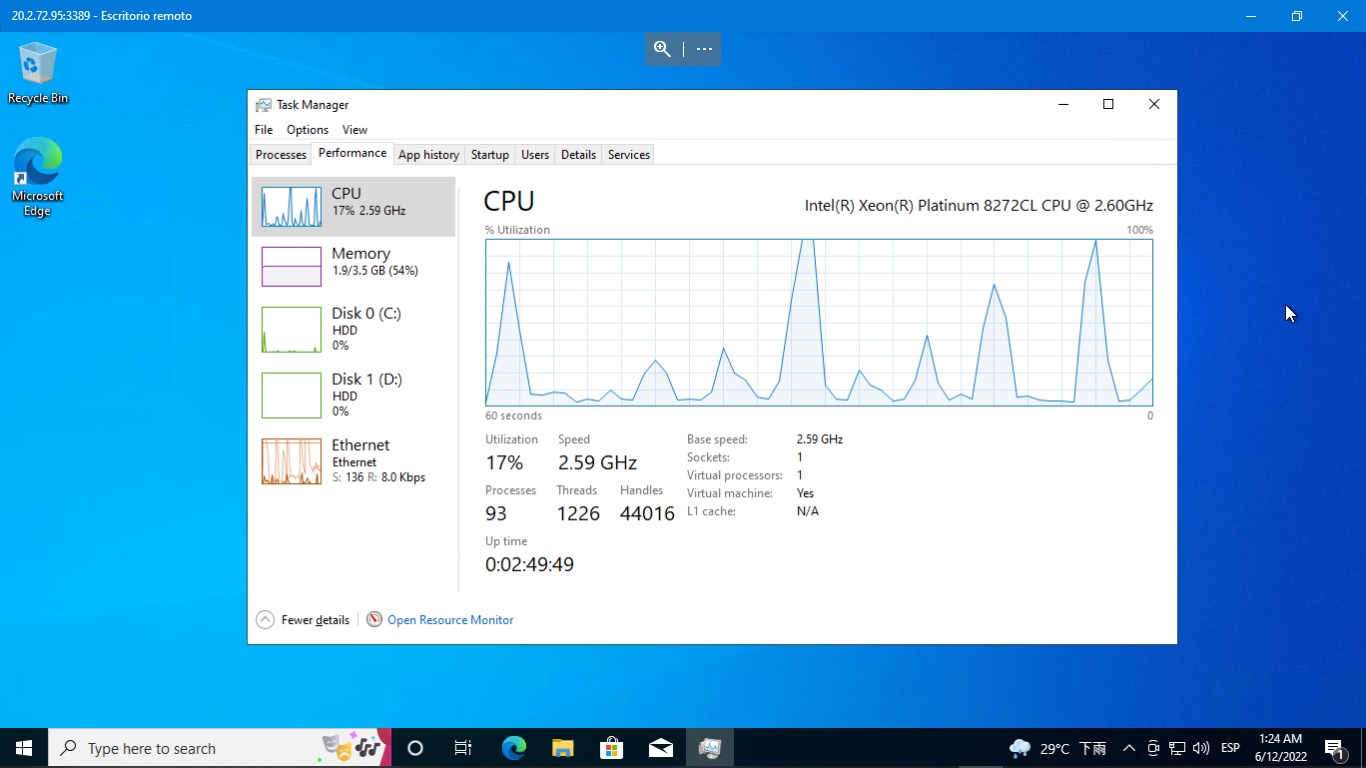 20.2.72.95:3389 - Escritorio remoto
Recycle Bin
Microsoft
Edge
Task Manager
File Options View
Processes Performance App history Startup Users Details Services
CPU
17% 2.59 GHz
Memory
1.9/3.5 GB (54%)
Disk 0 (C:)
HDD
0%
Disk 1 (D:)
HDD
0%
Ethernet
Ethernet
S: 136 R: 8.0 Kbps
CPU
Intel(R) Xeon(R) Platinum 8272CL CPU @ 2.60GHz
% Utilization 100%
60 seconds 0
Utilization Speed
17% 2.59 GHz
Processes Threads Handles
93 1226 44016
Up time
0:02:49:49
Base speed: 2.59 GHz
Sockets: 1
Virtual processors: 1
Virtual machine: Yes
L1 cache: N/A
Fewer details Open Resource Monitor
Type here to search
29°C 下雨
ESP
1:24 AM
6/12/2022
1